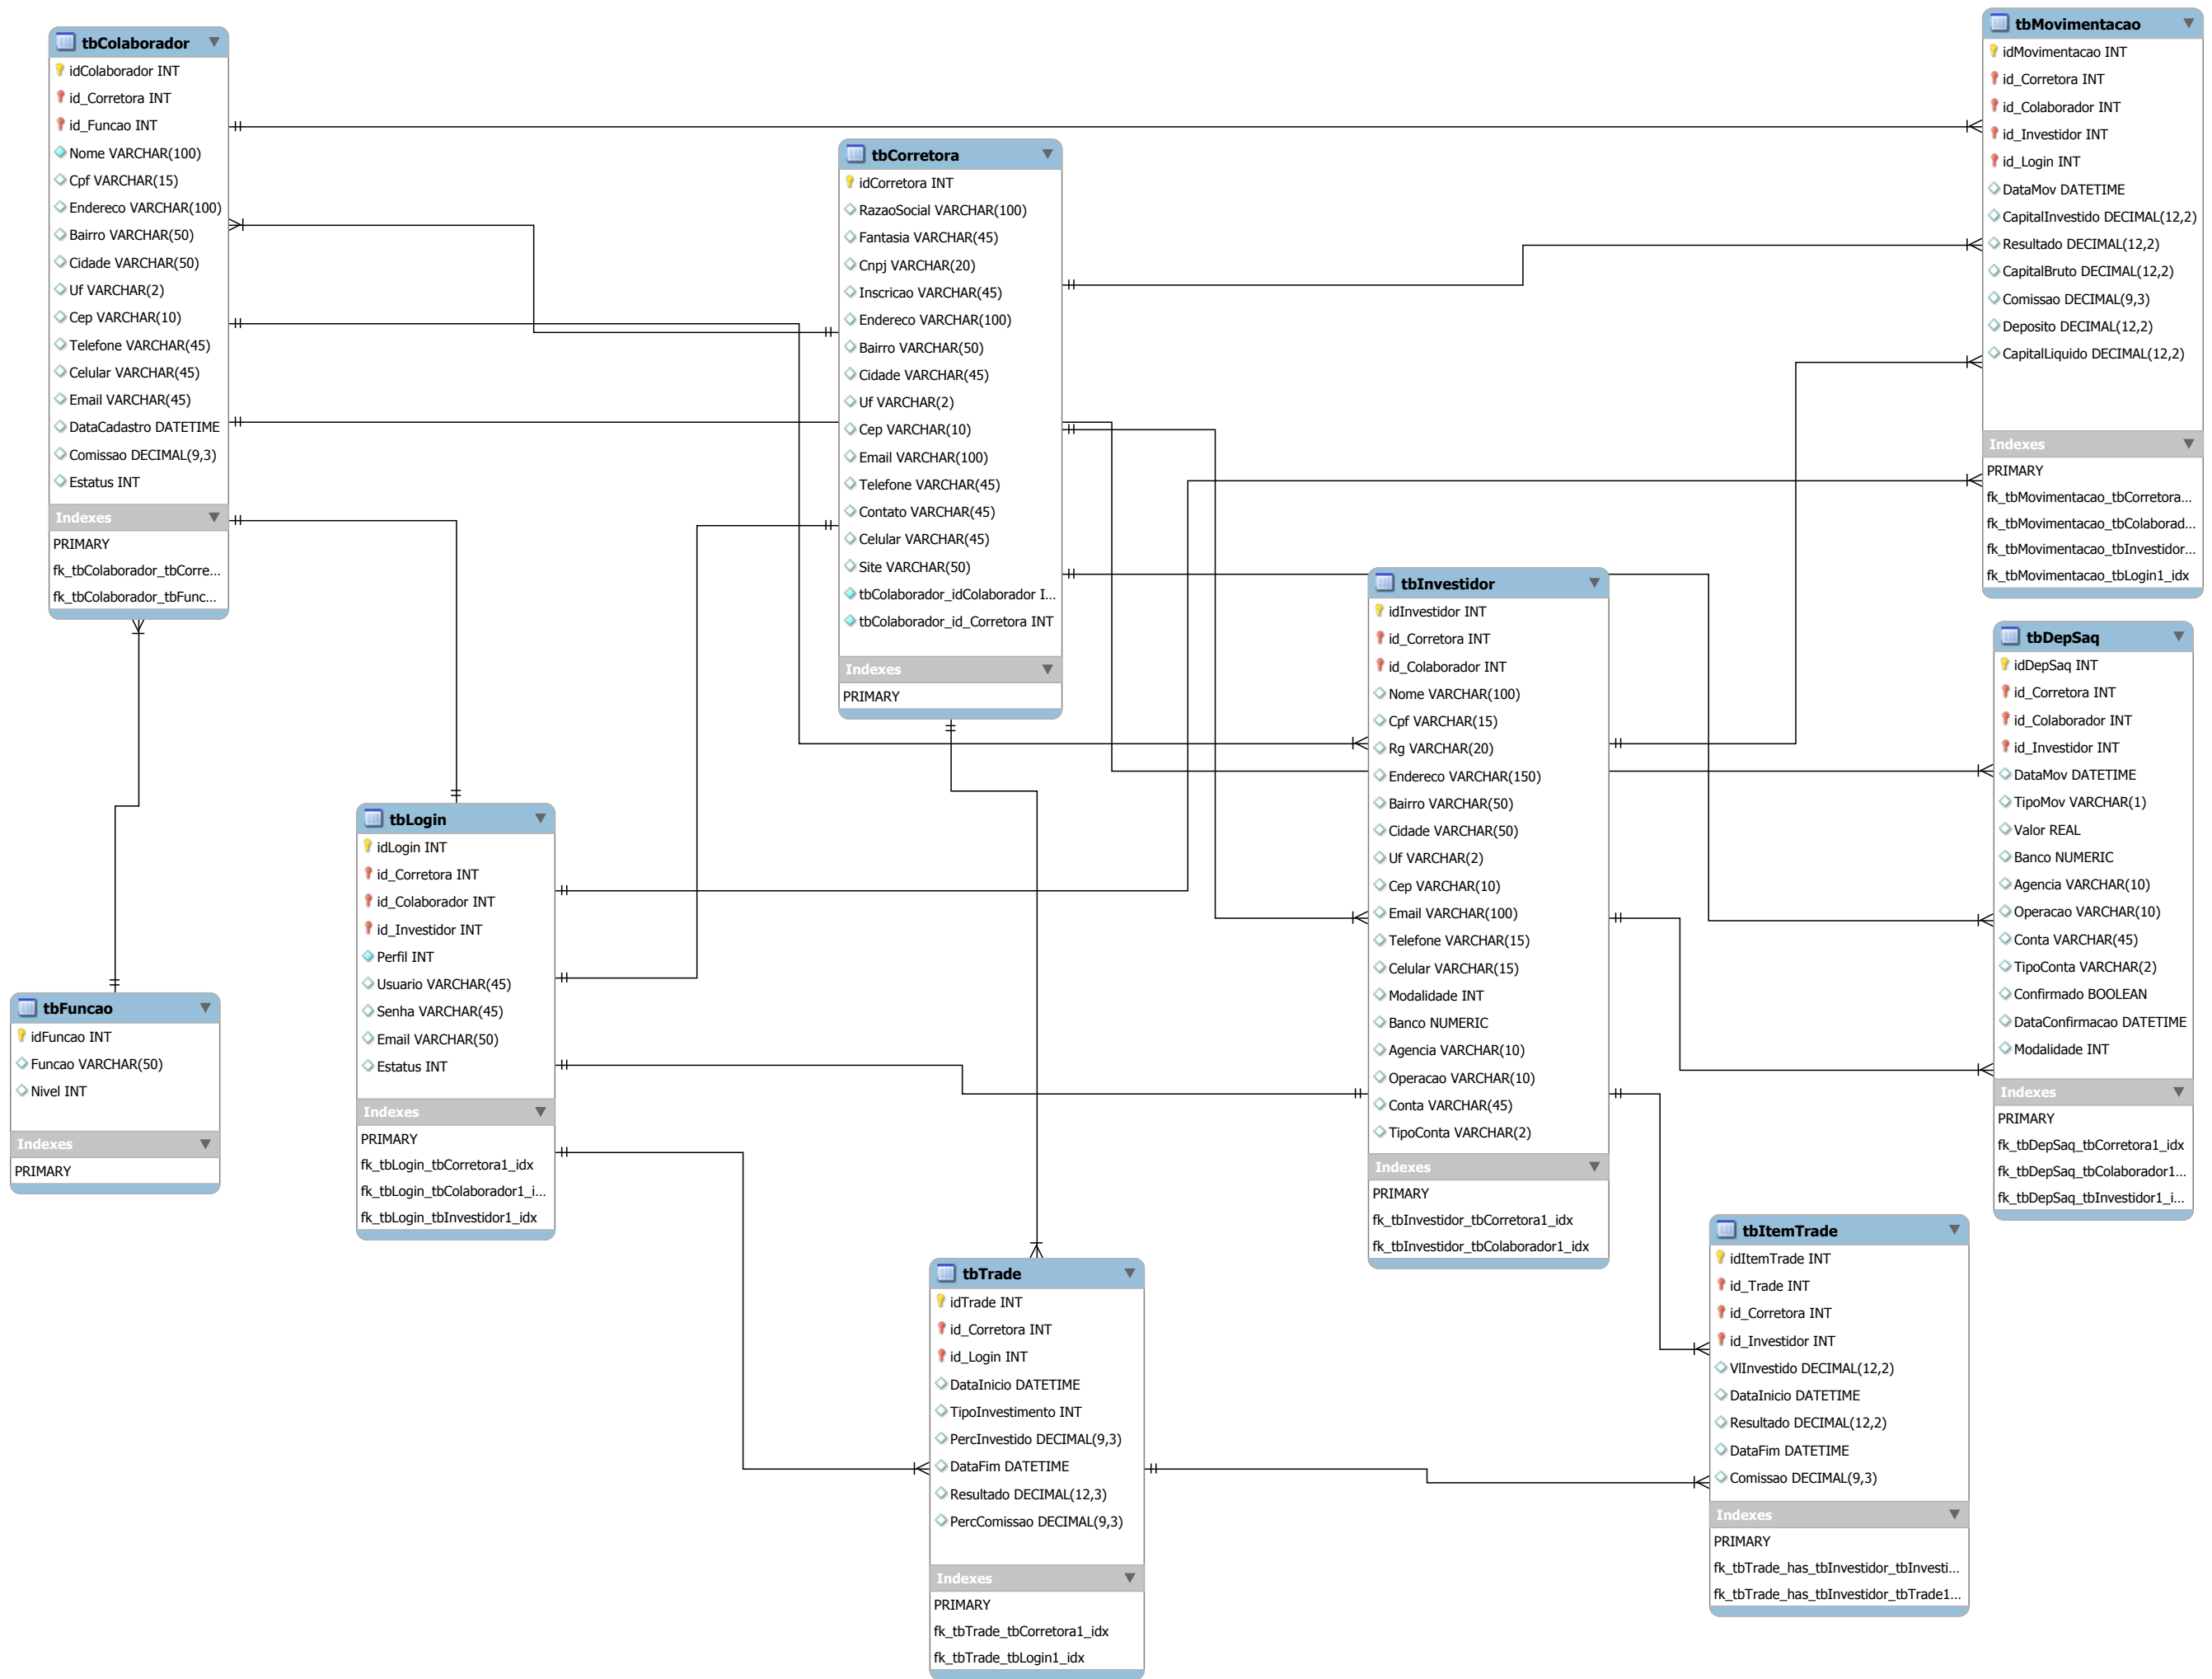 tbColaborador
idColaborador INT
id_Corretora INT
id_Funcao INT
Nome VARCHAR(100)
Cpf VARCHAR(15)
Endereco VARCHAR(100)
Bairro VARCHAR(50)
Cidade VARCHAR(50)
Uf VARCHAR(2)
Cep VARCHAR(10)
Telefone VARCHAR(45)
Celular VARCHAR(45)
Email VARCHAR(45)
DataCadastro DATETIME
Comissao DECIMAL(9,3)
Estatus INT
Indexes
PRIMARY
fk_tbColaborador_tbCorre...
fk_tbColaborador_tbFunc...
tbCorretora
idCorretora INT
RazaoSocial VARCHAR(100)
Fantasia VARCHAR(45)
Cnpj VARCHAR(20)
Inscricao VARCHAR(45)
Endereco VARCHAR(100)
Bairro VARCHAR(50)
Cidade VARCHAR(45)
Uf VARCHAR(2)
Cep VARCHAR(10)
Email VARCHAR(100)
Telefone VARCHAR(45)
Contato VARCHAR(45)
Celular VARCHAR(45)
Site VARCHAR(50)
tbColaborador_idColaborador I...
tbColaborador_id_Corretora INT
Indexes
PRIMARY
tbMovimentacao
idMovimentacao INT
id_Corretora INT
id_Colaborador INT
id_Investidor INT
id_Login INT
DataMov DATETIME
CapitalInvestido DECIMAL(12,2)
Resultado DECIMAL(12,2)
CapitalBruto DECIMAL(12,2)
Comissao DECIMAL(9,3)
Deposito DECIMAL(12,2)
CapitalLiquido DECIMAL(12,2)
Indexes
PRIMARY
fk_tbMovimentacao_tbCorretora...
fk_tbMovimentacao_tbColaborad...
fk_tbMovimentacao_tbInvestidor...
fk_tbMovimentacao_tbLogin1_idx
tbInvestidor
idInvestidor INT
id_Corretora INT
id_Colaborador INT
Nome VARCHAR(100)
Cpf VARCHAR(15)
Rg VARCHAR(20)
Endereco VARCHAR(150)
Bairro VARCHAR(50)
Cidade VARCHAR(50)
Uf VARCHAR(2)
Cep VARCHAR(10)
Email VARCHAR(100)
Telefone VARCHAR(15)
Celular VARCHAR(15)
Modalidade INT
Banco NUMERIC
Agencia VARCHAR(10)
Operacao VARCHAR(10)
Conta VARCHAR(45)
TipoConta VARCHAR(2)
Indexes
PRIMARY
fk_tbInvestidor_tbCorretora1_idx
fk_tbInvestidor_tbColaborador1_idx
tbDepSaq
idDepSaq INT
id_Corretora INT
id_Colaborador INT
id_Investidor INT
DataMov DATETIME
TipoMov VARCHAR(1)
Valor REAL
Banco NUMERIC
Agencia VARCHAR(10)
Operacao VARCHAR(10)
Conta VARCHAR(45)
TipoConta VARCHAR(2)
Confirmado BOOLEAN
DataConfirmacao DATETIME
Modalidade INT
Indexes
PRIMARY
fk_tbDepSaq_tbCorretora1_idx
fk_tbDepSaq_tbColaborador1...
fk_tbDepSaq_tbInvestidor1_i...
tbLogin
idLogin INT
id_Corretora INT
id_Colaborador INT
id_Investidor INT
Perfil INT
Usuario VARCHAR(45)
Senha VARCHAR(45)
Email VARCHAR(50)
Estatus INT
Indexes
PRIMARY
fk_tbLogin_tbCorretora1_idx
fk_tbLogin_tbColaborador1_i...
fk_tbLogin_tbInvestidor1_idx
tbFuncao
idFuncao INT
Funcao VARCHAR(50)
Nivel INT
Indexes
PRIMARY
tbTrade
idTrade INT
id_Corretora INT
id_Login INT
DataInicio DATETIME
TipoInvestimento INT
PercInvestido DECIMAL(9,3)
DataFim DATETIME
Resultado DECIMAL(12,3)
PercComissao DECIMAL(9,3)
Indexes
PRIMARY
fk_tbTrade_tbCorretora1_idx
fk_tbTrade_tbLogin1_idx
tbItemTrade
idItemTrade INT
id_Trade INT
id_Corretora INT
id_Investidor INT
VlInvestido DECIMAL(12,2)
DataInicio DATETIME
Resultado DECIMAL(12,2)
DataFim DATETIME
Comissao DECIMAL(9,3)
Indexes
PRIMARY
fk_tbTrade_has_tbInvestidor_tbInvesti...
fk_tbTrade_has_tbInvestidor_tbTrade1...